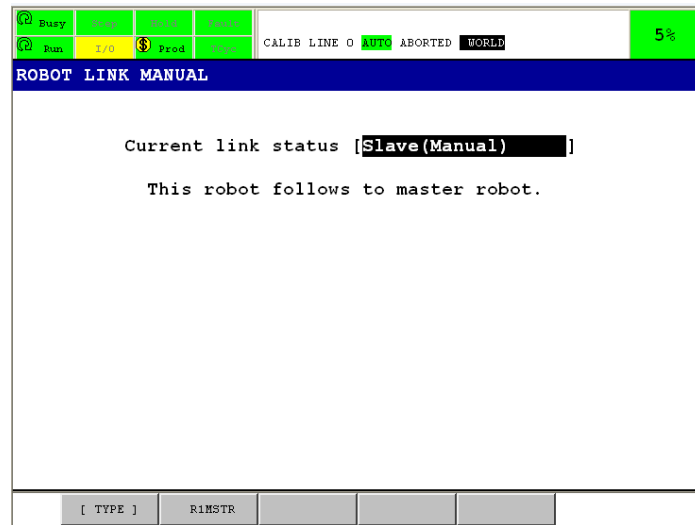 Busy Step Hold Fault
Run I/O Prod TCyc
CALIB LINE 0 AUTO ABORTED WORLD
5%
ROBOT LINK MANUAL
Current link status [Slave(Manual) ]
This robot follows to master robot.
[ TYPE ] R1MSTR